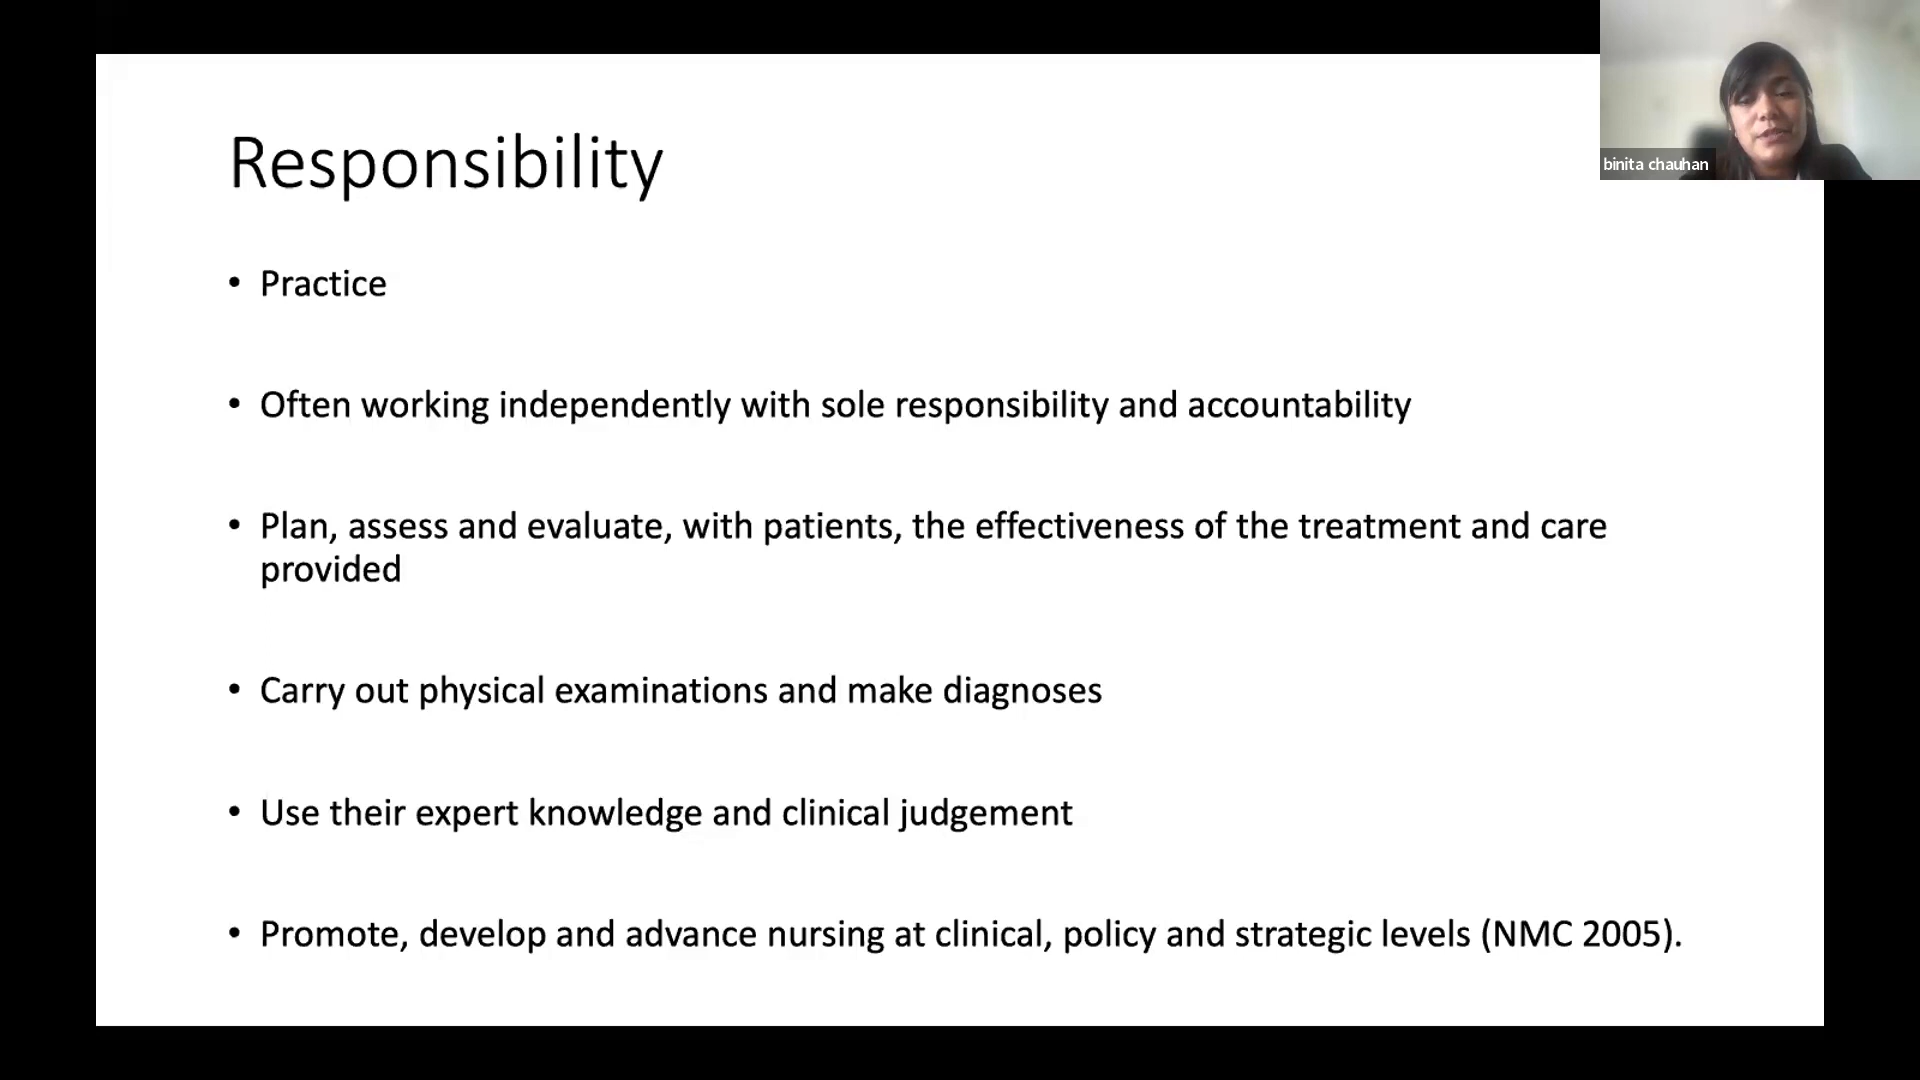 Responsibility
binita chauhan
• Practice
• Often working independently with sole responsibility and accountability
• Plan, assess and evaluate, with patients, the effectiveness of the treatment and care
provided
• Carry out physical examinations and make diagnoses
• Use their expert knowledge and clinical judgement
• Promote, develop and advance nursing at clinical, policy and strategic levels (NMC 2005).